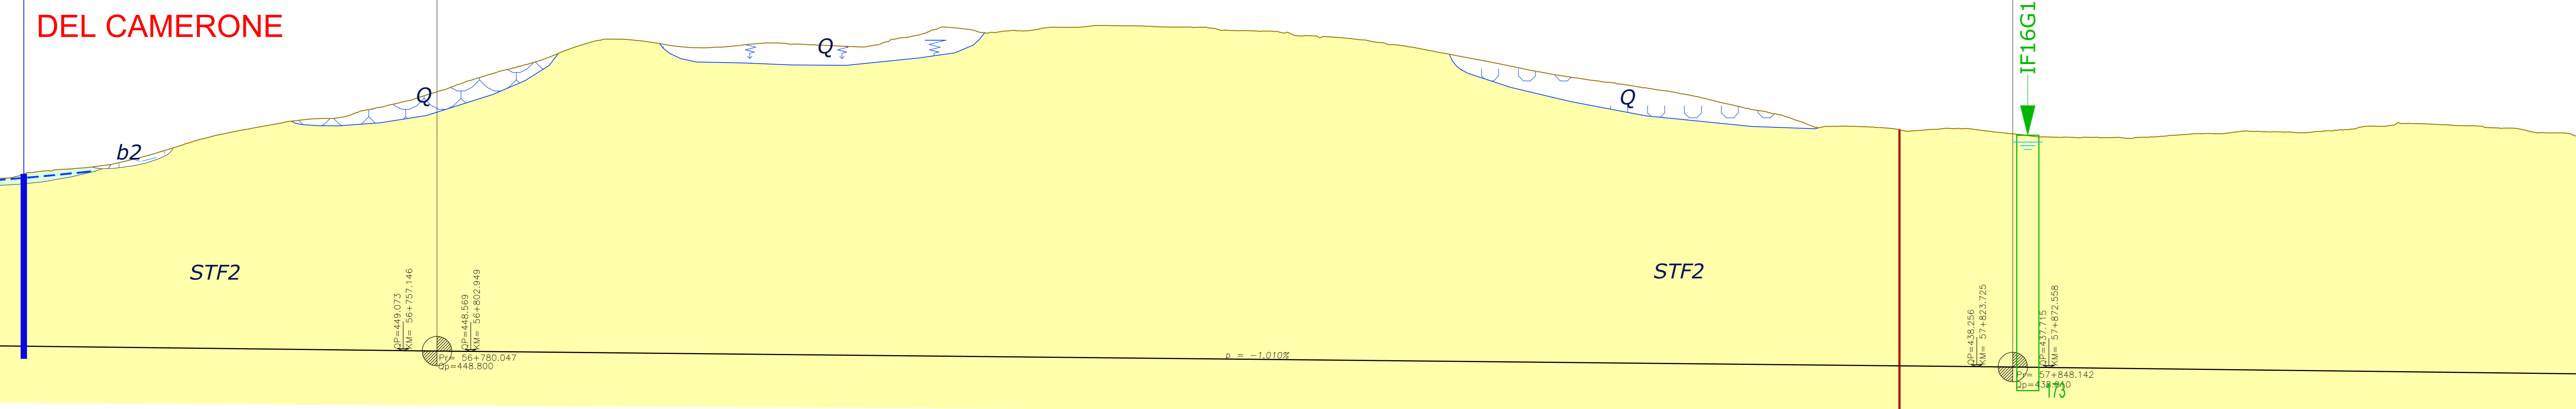 DEL CAMERONE
b2
Q
Q
Q
IF16G1
STF2
STF2
QP=449.073
KM= 56+757.146
QP=448.569
KM= 56+802.949
Pr= 56+780.047
Qp=448.800
p = -1.010%
QP=438.256
KM= 57+823.725
QP=437.715
KM= 57+872.558
Pr= 57+848.142
173